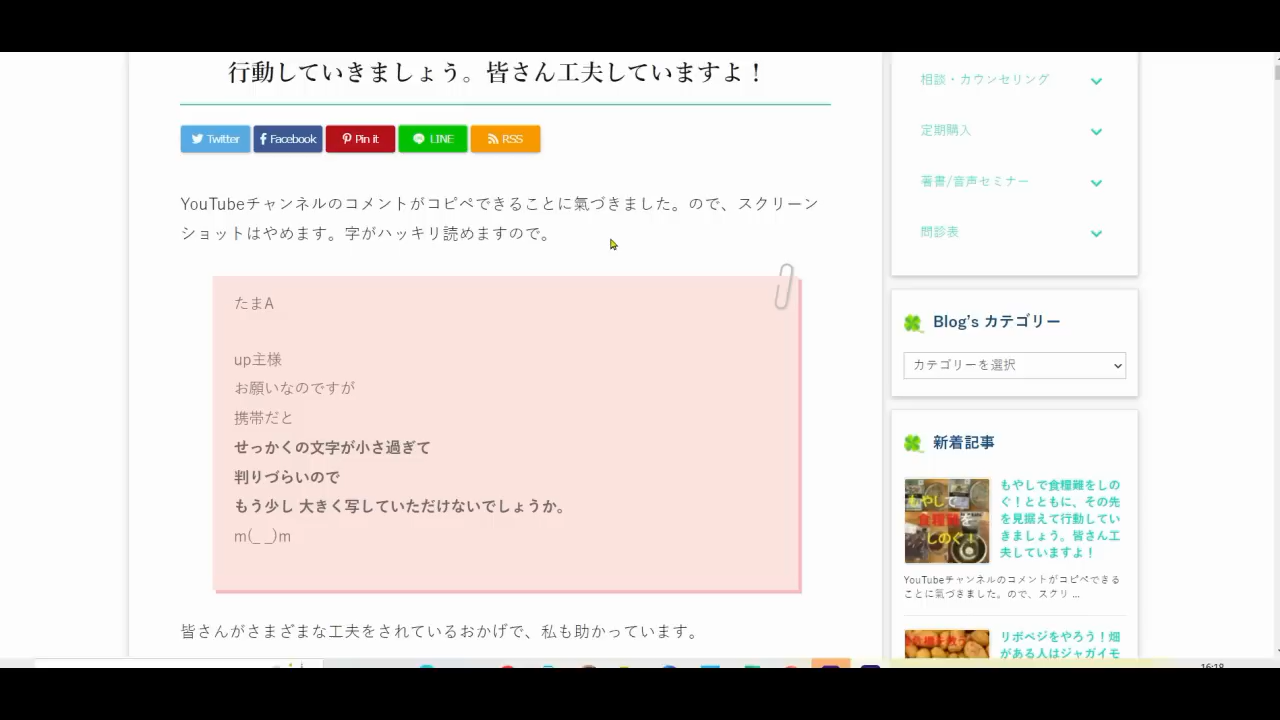 行動していきましょう。皆さん工夫していますよ！
Twitter
Facebook
Pin it
LINE
RSS
YouTubeチャンネルのコメントがコピペできることに氣づきました。ので、スクリーン
ショットはやめます。字がハッキリ読めますので。
たまA
up主様
お願いなのですが
携帯だと
せっかくの文字が小さ過ぎて
判りづらいので
もう少し 大きく写していただけないでしょうか。
m(_ _)m
皆さんがさまざまな工夫をされているおかげで、私も助かっています。
相談・カウンセリング
定期購入
著書/音声セミナー
問診表
Blog's カテゴリー
カテゴリーを選択
新着記事
もやしで
食糧難を
しのぐ！
もやしで食糧難をしの
ぐ！とともに、その先
を見据えて行動してい
きましょう。皆さん工
夫していますよ！
YouTubeチャンネルのコメントがコピペできる
ことに氣づきました。ので、スクリ ...
リボベジをやろう！畑
がある人はジャガイモ
16:18